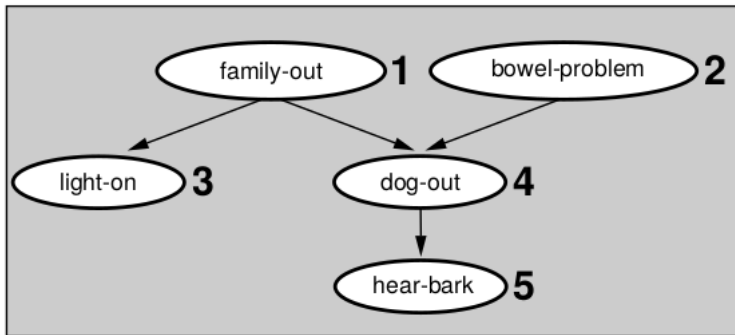 family-out 1
bowel-problem 2
light-on 3
dog-out 4
hear-bark 5